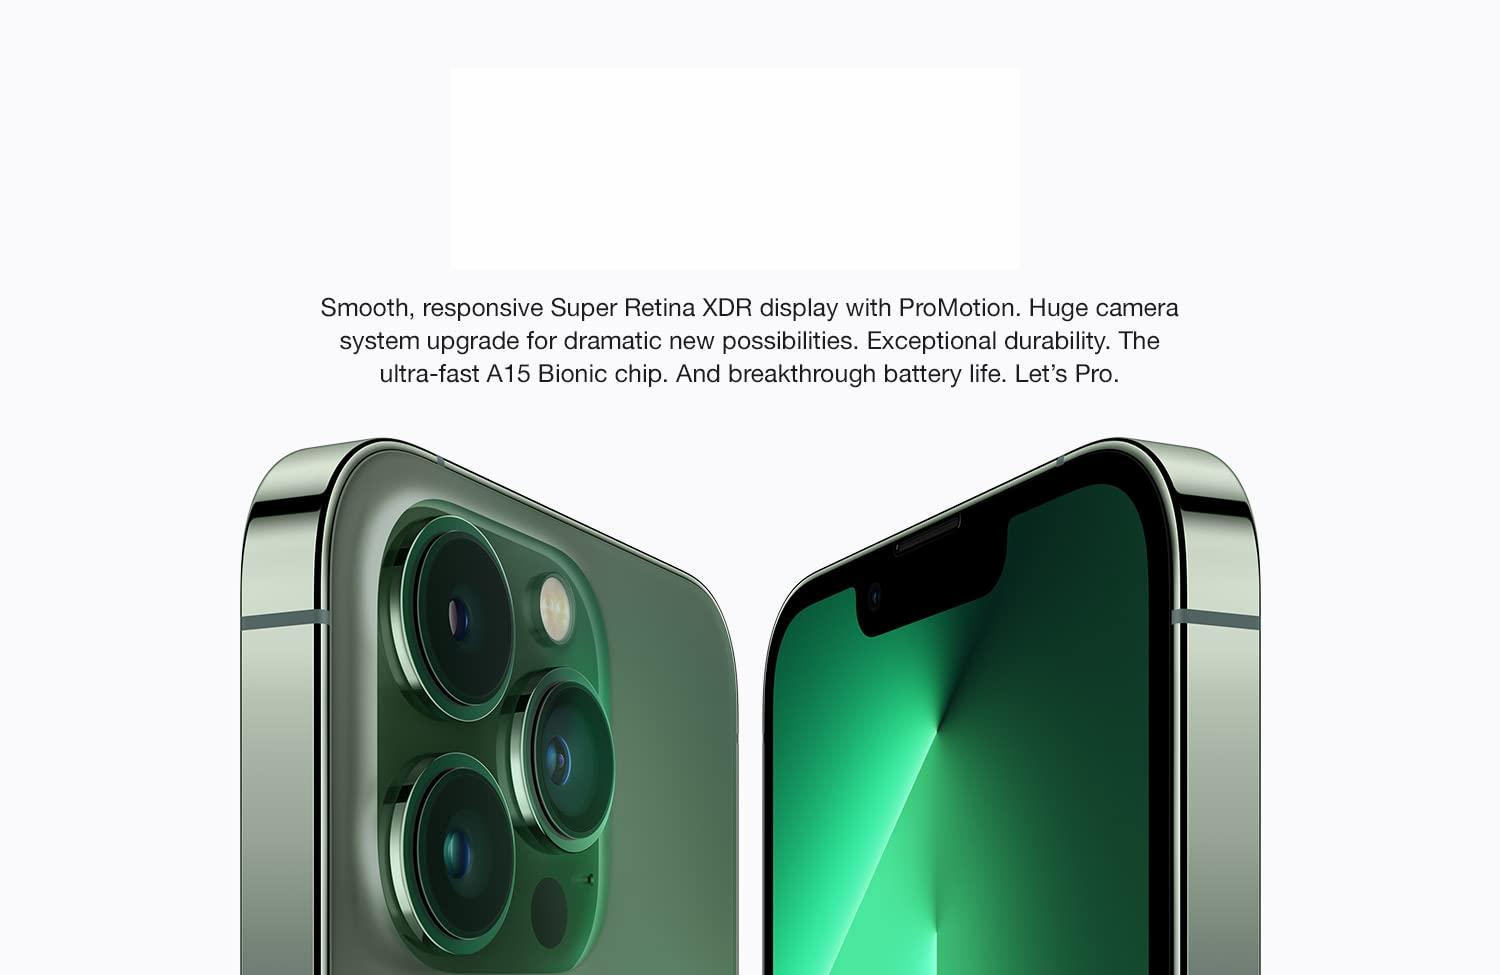 Smooth, responsive Super Retina XDR display with ProMotion. Huge camera
system upgrade for dramatic new possibilities. Exceptional durability. The
ultra-fast A15 Bionic chip. And breakthrough battery life. Let’s Pro.